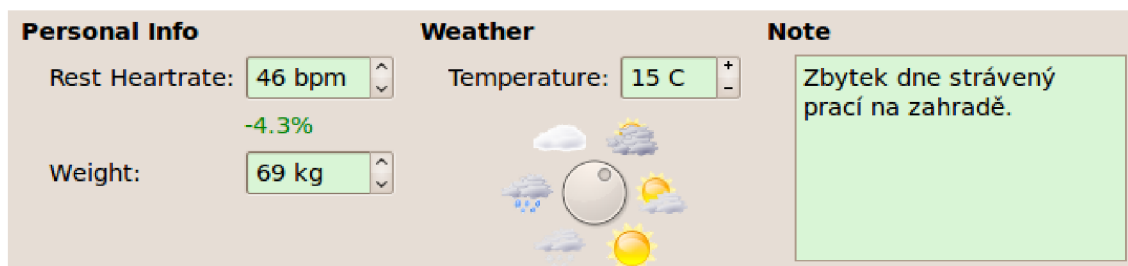 Personal Info
Weather
Note
Rest Heartrate: 46 bpm
Temperature: 15 C + -
Zbytek dne strávený
prací na zahradě.
-4.3%
Weight: 69 kg